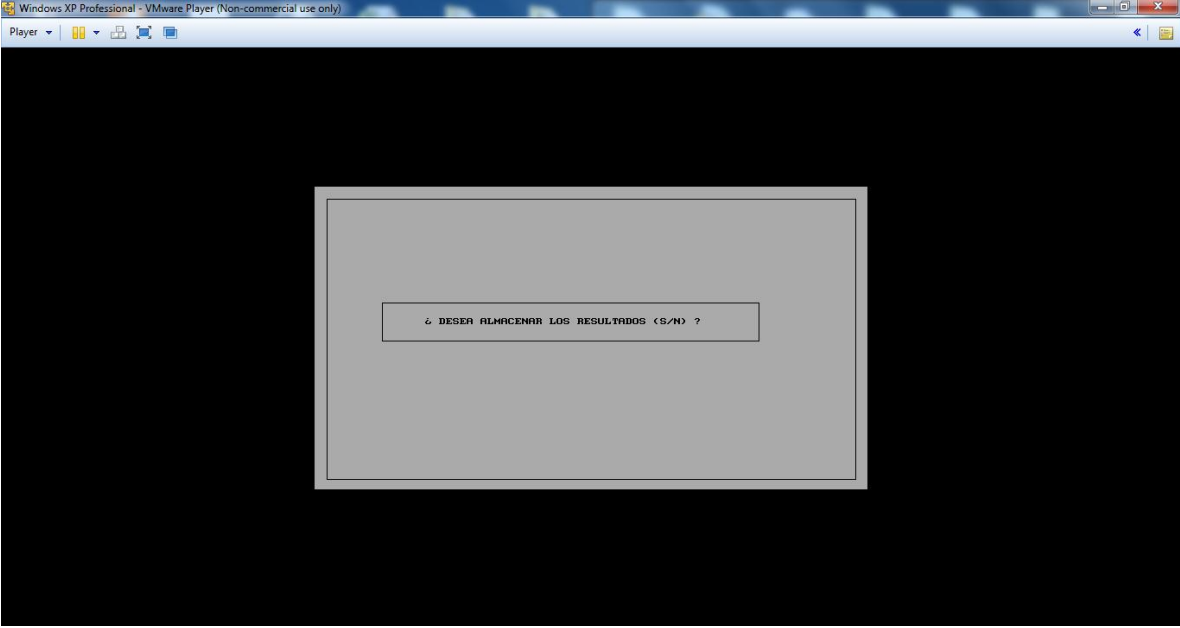 Windows XP Professional - VMware Player (Non-commercial use only)
Player
¿ DESEA ALMACENAR LOS RESULTADOS (S/N) ?